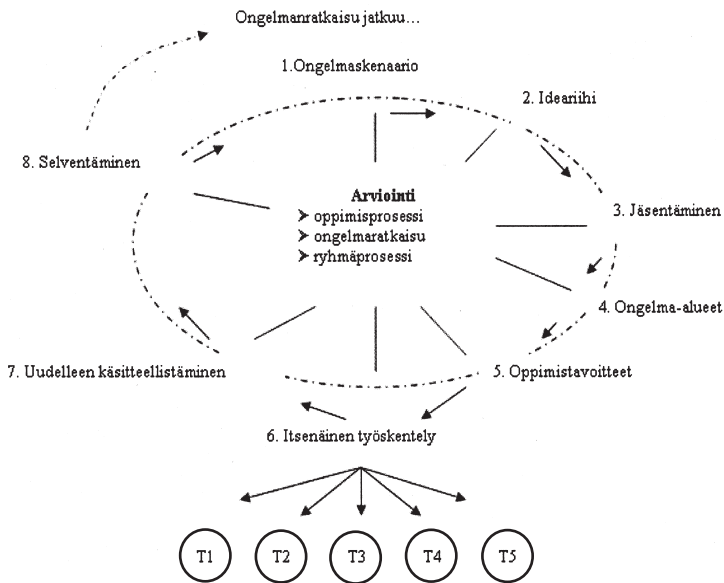 Ongelmanratkaisu jatkuu...
1.Ongelmaskenaario
2. Ideariihi
8. Selventäminen
Arviointi
➤ oppimisprosessi
➤ ongelmaratkaisu
➤ ryhmäprosessi
3. Jäsentäminen
4. Ongelma-alueet
7. Uudelleen käsitteellistäminen
5. Oppimistavoitteet
6. Itsenäinen työskentely
T1 T2 T3 T4 T5